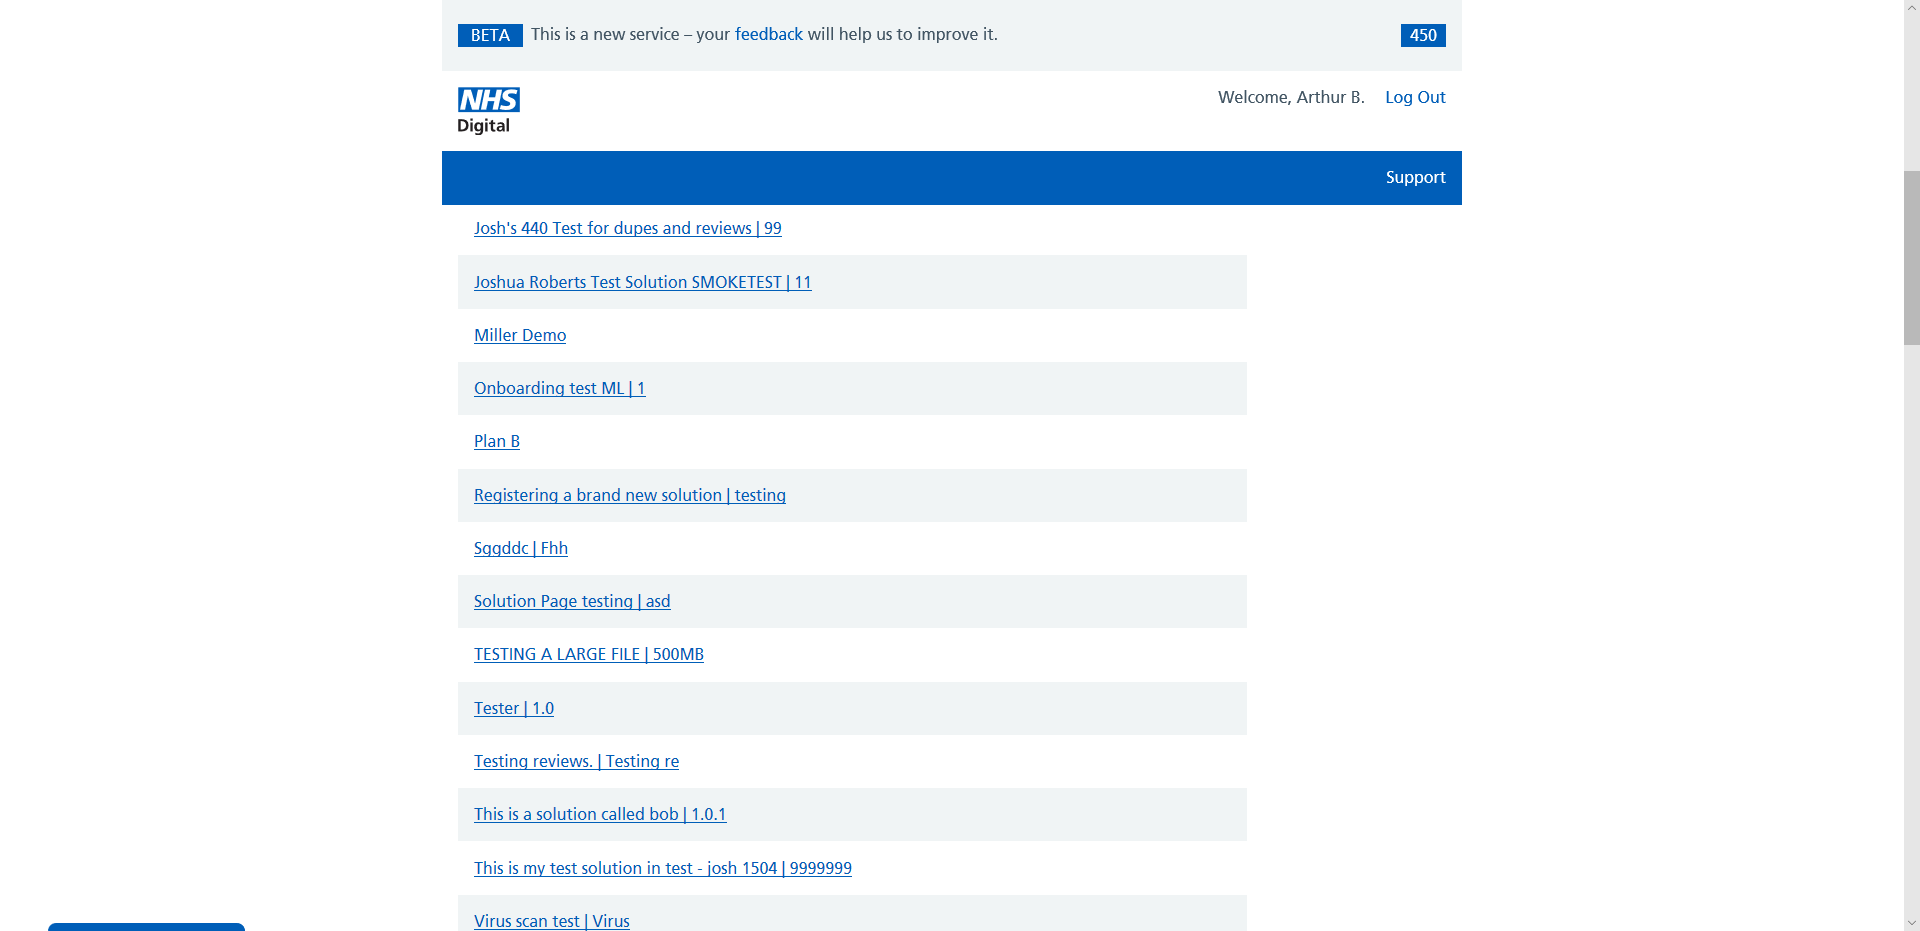 BETA This is a new service – your feedback will help us to improve it. 450
NHS
Digital
Welcome, Arthur B. Log Out
Support
Josh's 440 Test for dupes and reviews | 99
Joshua Roberts Test Solution SMOKETEST | 11
Miller Demo
Onboarding test ML | 1
Plan B
Registering a brand new solution | testing
Sggddc | Fhh
Solution Page testing | asd
TESTING A LARGE FILE | 500MB
Tester | 1.0
Testing reviews. | Testing re
This is a solution called bob | 1.0.1
This is my test solution in test - josh 1504 | 9999999
Virus scan test | Virus